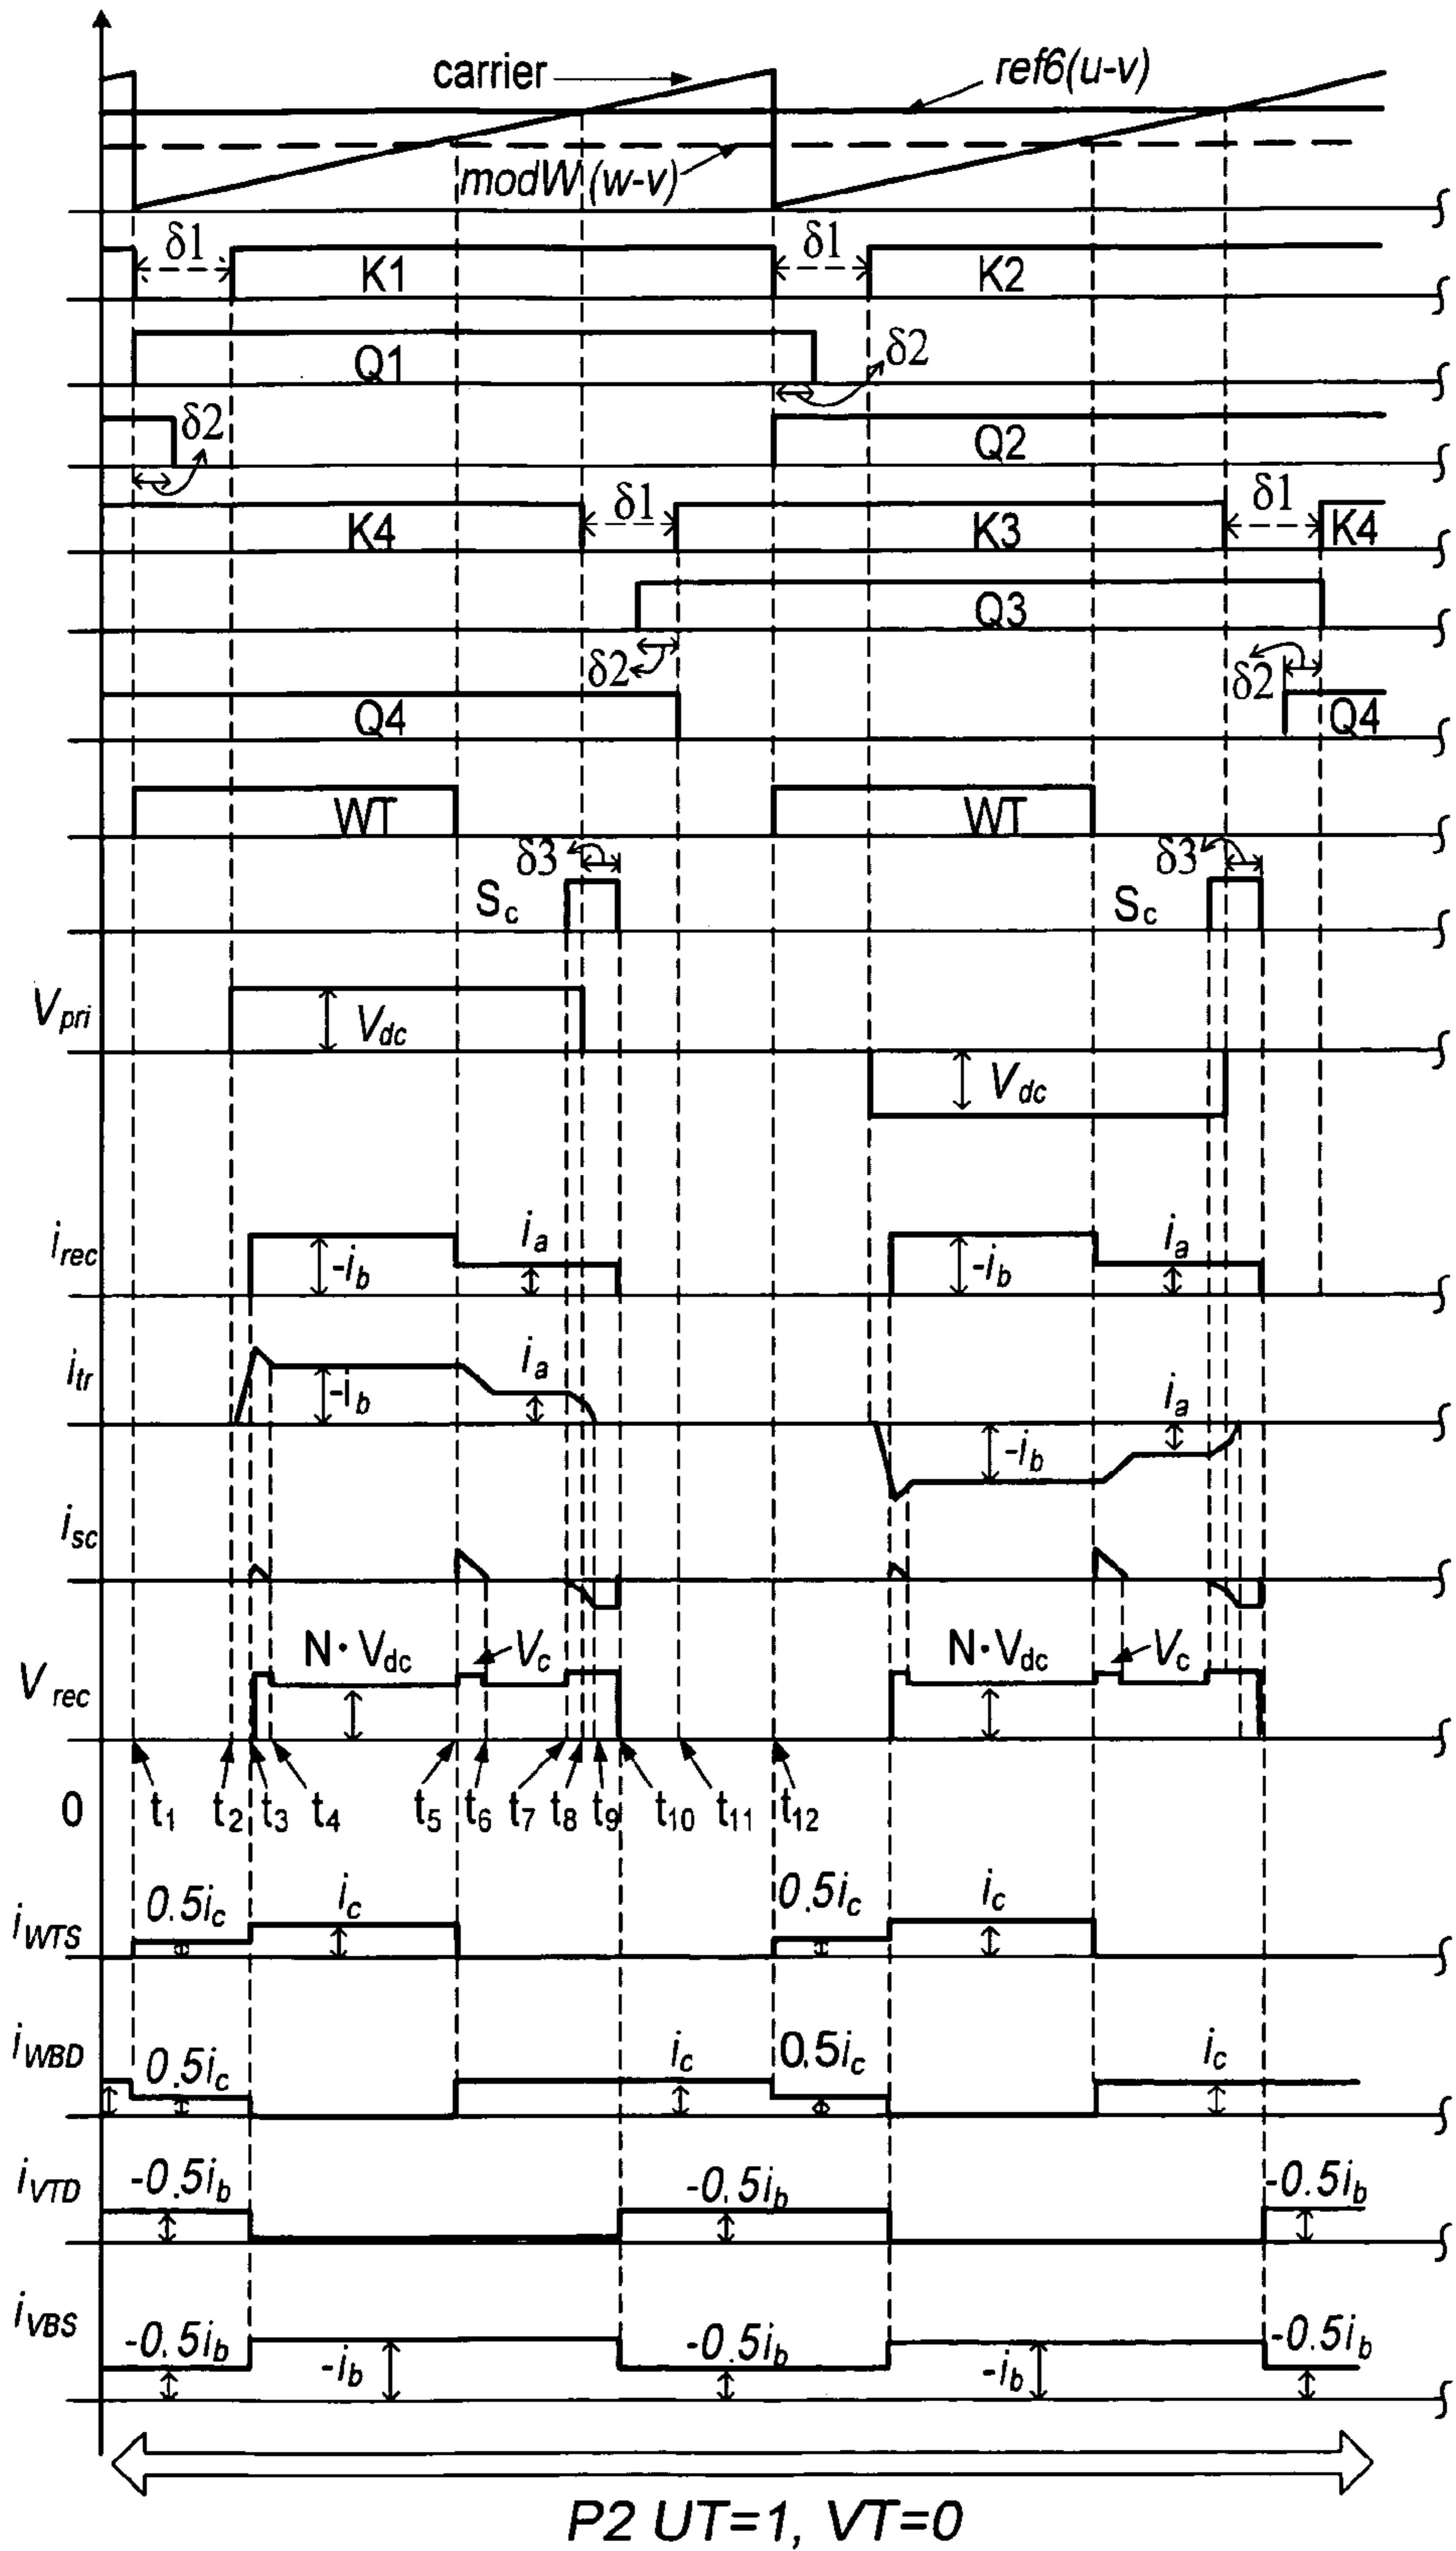 carrier
ref6(u-v)
modW(w-v)
δ1
K1
δ1
K2
Q1
δ2
δ2
Q2
K4
δ1
K3
δ1
K4
Q3
δ2
δ2
Q4
Q4
WT
WT
δ3
Sc
δ3
Sc
Vpri
Vdc
Vdc
irec
-ib
ia
-ib
ia
itr
-ib
ia
-ib
ia
isc
Vrec
N·Vdc
Vc
N·Vdc
Vc
0
t1
t2
t3
t4
t5
t6
t7
t8
t9
t10
t11
t12
iWTS
0.5ic
ic
0.5ic
ic
iWBD
0.5ic
ic
0.5ic
ic
iVTD
-0.5ib
-0.5ib
-0.5ib
iVBS
-0.5ib
-ib
-0.5ib
-ib
-0.5ib
P2 UT=1, VT=0